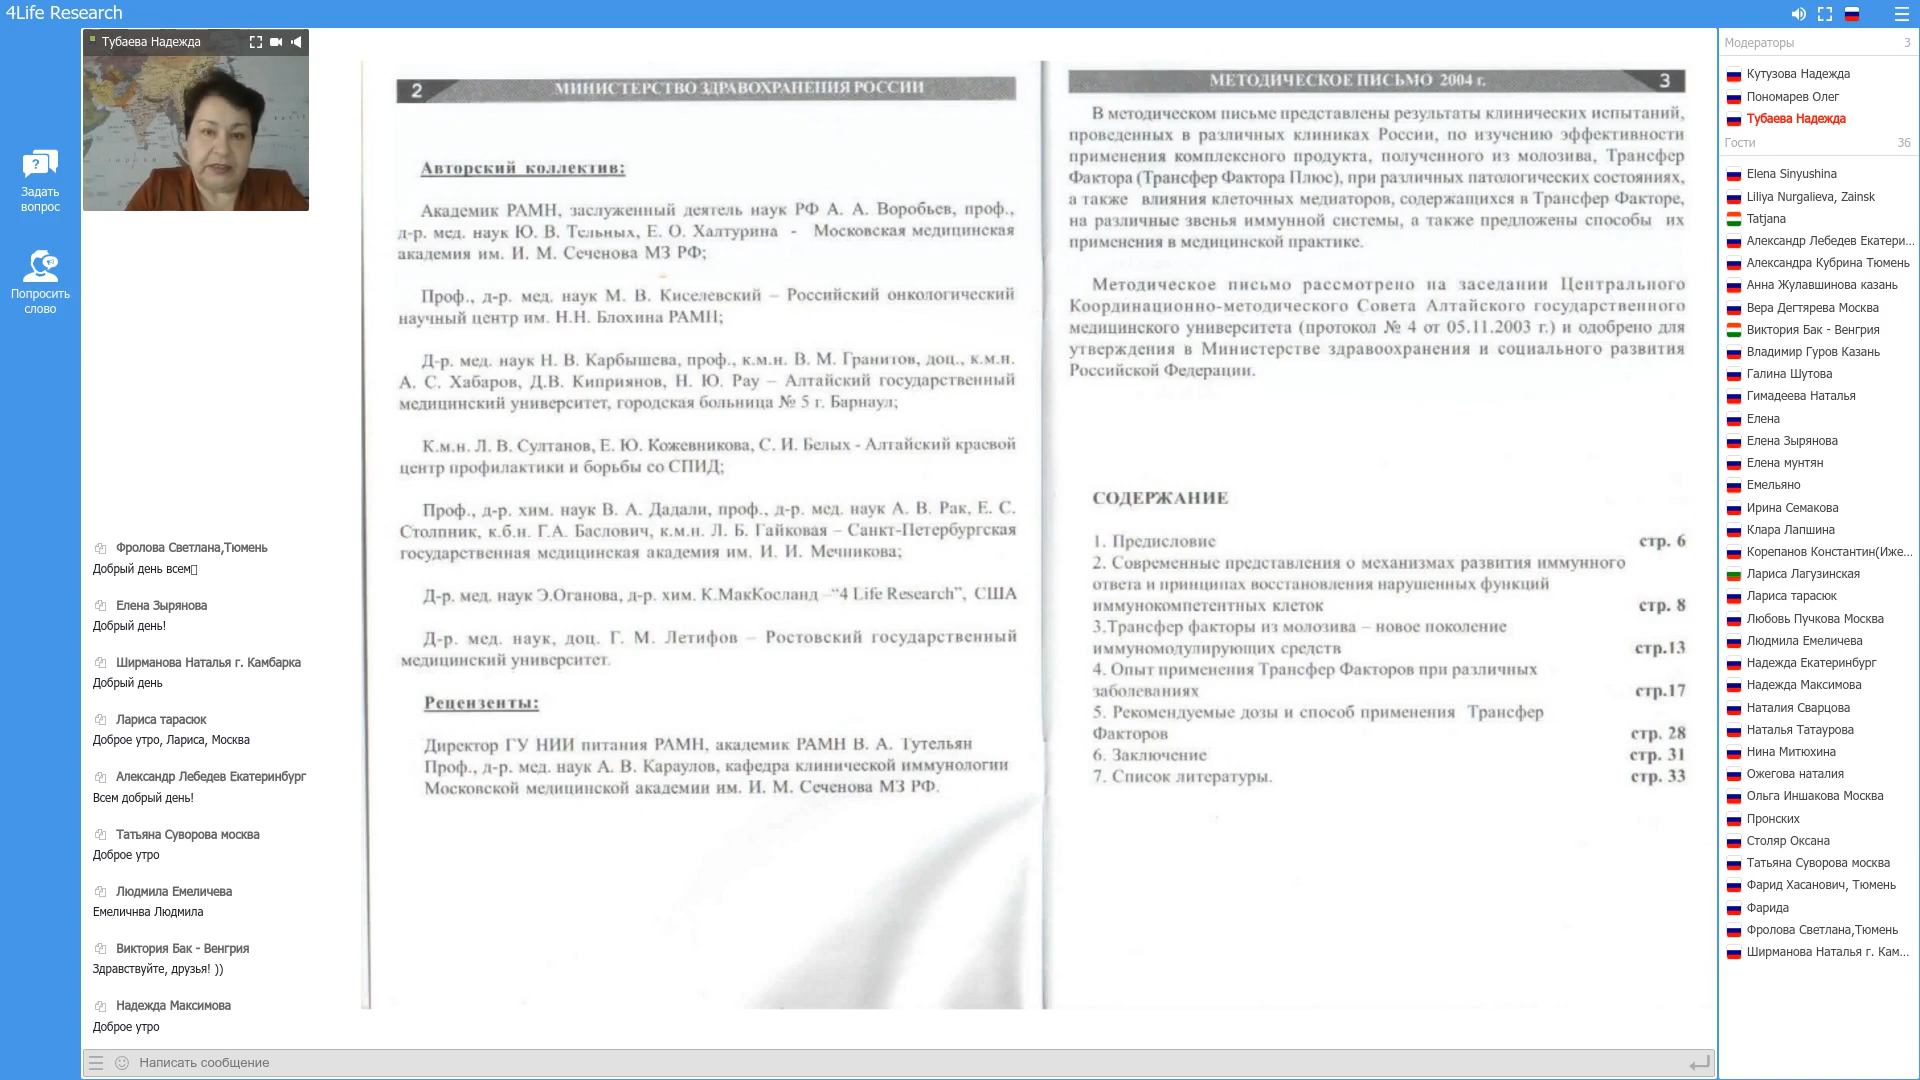 4Life Research
Тубаева Надежда
Задать
вопрос
Попросить
слово
Фролова Светлана,Тюмень
Добрый день всем
Елена Зырянова
Добрый день!
Ширманова Наталья г. Камбарка
Добрый день
Лариса тарасюк
Доброе утро, Лариса, Москва
Александр Лебедев Екатеринбург
Всем добрый день!
Татьяна Суворова москва
Доброе утро
Людмила Емеличева
Емеличнва Людмила
Виктория Бак - Венгрия
Здравствуйте, друзья! ))
Надежда Максимова
Доброе утро
Написать сообщение
2 МИНИСТЕРСТВО ЗДРАВОХРАНЕНИЯ РОССИИ
Авторский коллектив:
Академик РАМН, заслуженный деятель наук РФ А. А. Воробьев, проф.,
д-р. мед. наук Ю. В. Тельных, Е. О. Халтурина - Московская медицинская
академия им. И. М. Сеченова МЗ РФ;
Проф., д-р. мед. наук М. В. Киселевский – Российский онкологический
научный центр им. Н.Н. Блохина РАМН;
Д-р. мед. наук Н. В. Карбышева, проф., к.м.н. В. М. Гранитов, доц., к.м.н.
А. С. Хабаров, Д.В. Киприянов, Н. Ю. Рау – Алтайский государственный
медицинский университет, городская больница № 5 г. Барнаул;
К.м.н. Л. В. Султанов, Е. Ю. Кожевникова, С. И. Белых - Алтайский краевой
центр профилактики и борьбы со СПИД;
Проф., д-р. хим. наук В. А. Дадали, проф., д-р. мед. наук А. В. Рак, Е. С.
Столпник, к.б.н. Г.А. Баслович, к.м.н. Л. Б. Гайковая – Санкт-Петербургская
государственная медицинская академия им. И. И. Мечникова;
Д-р. мед. наук Э.Оганова, д-р. хим. К.МакКосланд –“4 Life Research”, США
Д-р. мед. наук, доц. Г. М. Летифов – Ростовский государственный
медицинский университет.
Рецензенты:
Директор ГУ НИИ питания РАМН, академик РАМН В. А. Тутельян
Проф., д-р. мед. наук А. В. Караулов, кафедра клинической иммунологии
Московской медицинской академии им. И. М. Сеченова МЗ РФ.
МЕТОДИЧЕСКОЕ ПИСЬМО 2004 г. 3
В методическом письме представлены результаты клинических испытаний,
проведенных в различных клиниках России, по изучению эффективности
применения комплексного продукта, полученного из молозива, Трансфер
Фактора (Трансфер Фактора Плюс), при различных патологических состояниях,
а также влияния клеточных медиаторов, содержащихся в Трансфер Факторе,
на различные звенья иммунной системы, а также предложены способы их
применения в медицинской практике.
Методическое письмо рассмотрено на заседании Центрального
Координационно-методического Совета Алтайского государственного
медицинского университета (протокол № 4 от 05.11.2003 г.) и одобрено для
утверждения в Министерстве здравоохранения и социального развития
Российской Федерации.
СОДЕРЖАНИЕ
1. Предисловие стр. 6
2. Современные представления о механизмах развития иммунного
ответа и принципах восстановления нарушенных функций
иммунокомпетентных клеток стр. 8
3.Трансфер факторы из молозива – новое поколение
иммуномодулирующих средств стр.13
4. Опыт применения Трансфер Факторов при различных
заболеваниях стр.17
5. Рекомендуемые дозы и способ применения Трансфер
Факторов стр. 28
6. Заключение стр. 31
7. Список литературы. стр. 33
Модераторы 3
Кутузова Надежда
Пономарев Олег
Тубаева Надежда
Гости 36
Elena Sinyushina
Liliya Nurgalieva, Zainsk
Tatjana
Александр Лебедев Екатери...
Александра Кубрина Тюмень
Анна Жулавшинова казань
Вера Дегтярева Москва
Виктория Бак - Венгрия
Владимир Гуров Казань
Галина Шутова
Гимадеева Наталья
Елена
Елена Зырянова
Елена мунтян
Емельяно
Ирина Семакова
Клара Лапшина
Корепанов Константин(Иже...
Лариса Лагузинская
Лариса тарасюк
Любовь Пучкова Москва
Людмила Емеличева
Надежда Екатеринбург
Надежда Максимова
Наталия Сварцова
Наталья Татаурова
Нина Митюхина
Ожегова наталия
Ольга Иншакова Москва
Пронских
Столяр Оксана
Татьяна Суворова москва
Фарид Хасанович, Тюмень
Фарида
Фролова Светлана,Тюмень
Ширманова Наталья г. Кам...